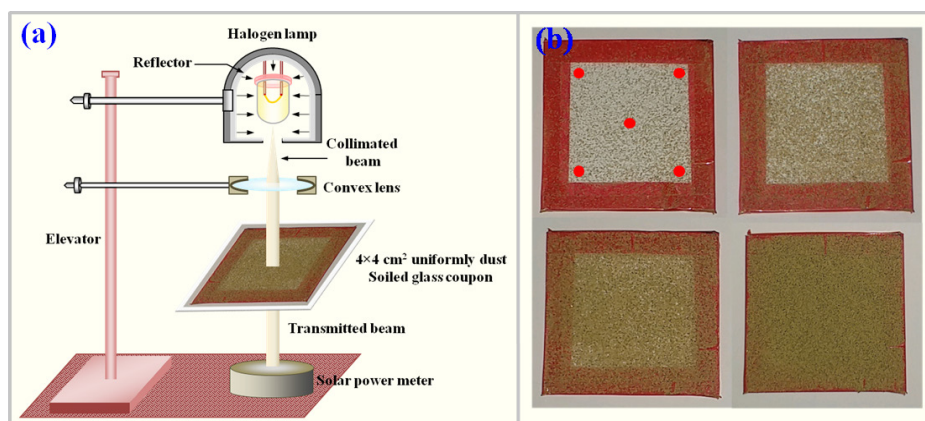 (a)
Halogen lamp
Reflector
Collimated
beam
Convex lens
Elevator
4×4 cm² uniformly dust
Soiled glass coupon
Transmitted beam
Solar power meter
(b)